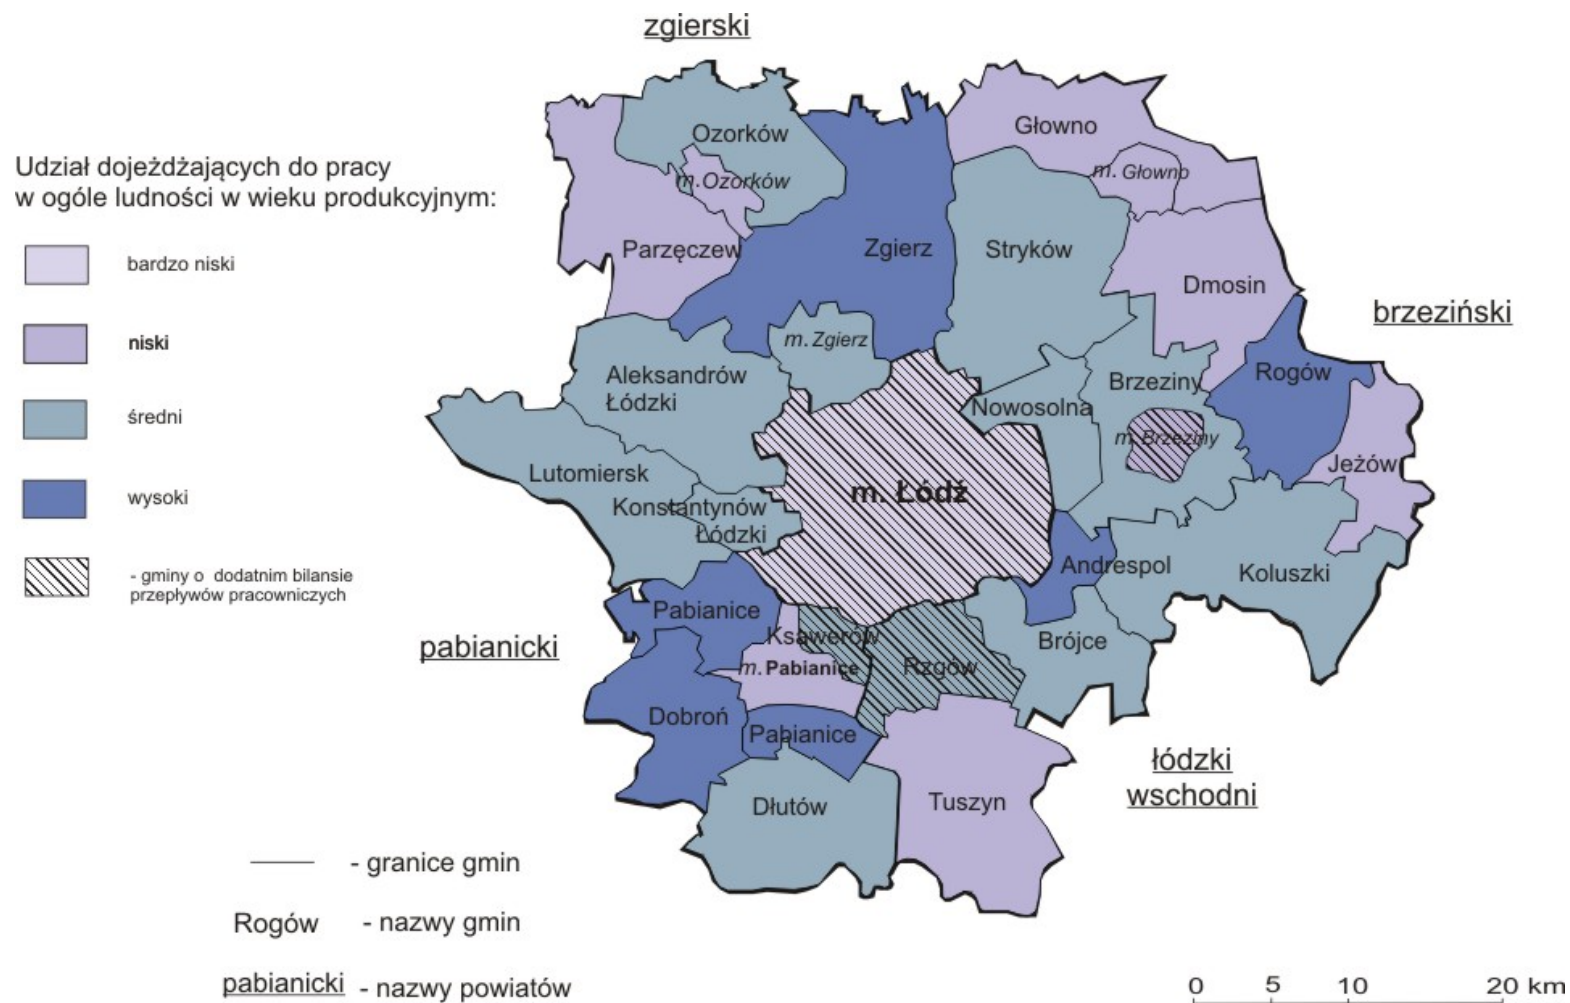 zgierski
Udział dojeżdżających do pracy
w ogóle ludności w wieku produkcyjnym:
bardzo niski
niski
średni
wysoki
- gminy o dodatnim bilansie
przepływów pracowniczych
Ozorków
m. Ozorków
Parzęczew
Zgierz
m. Zgierz
Głowno
m. Głowno
Stryków
Dmosin
brzeziński
Rogów
Brzeziny
m. Brzeziny
Jeżów
Aleksandrów
Łódzki
Nowosolna
Lutomiersk
Konstantynów
Łódzki
m. Łódź
Andrespol
Koluszki
pabianicki
Pabianice
Ksawerów
m. Pabianice
Rzgów
Brójce
Dobroń
Pabianice
Dłutów
Tuszyn
łódzki
wschodni
- granice gmin
Rogów - nazwy gmin
pabianicki - nazwy powiatów
0 5 10 20 km